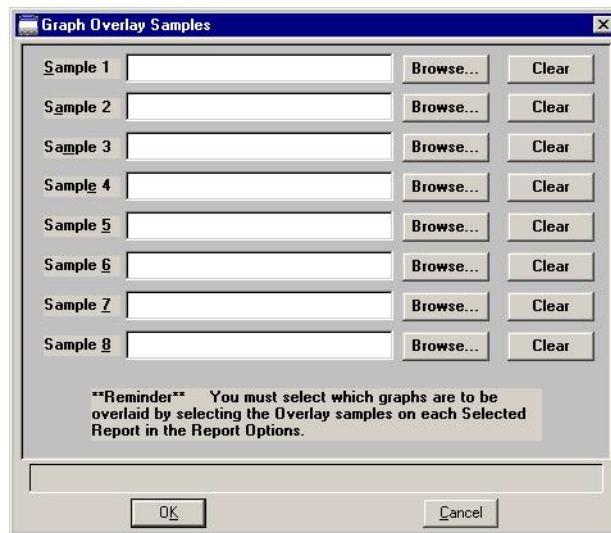 Graph Overlay Samples
Sample 1 Browse... Clear
Sample 2 Browse... Clear
Sample 3 Browse... Clear
Sample 4 Browse... Clear
Sample 5 Browse... Clear
Sample 6 Browse... Clear
Sample 7 Browse... Clear
Sample 8 Browse... Clear
**Reminder** You must select which graphs are to be
overlaid by selecting the Overlay samples on each Selected
Report in the Report Options.
OK Cancel